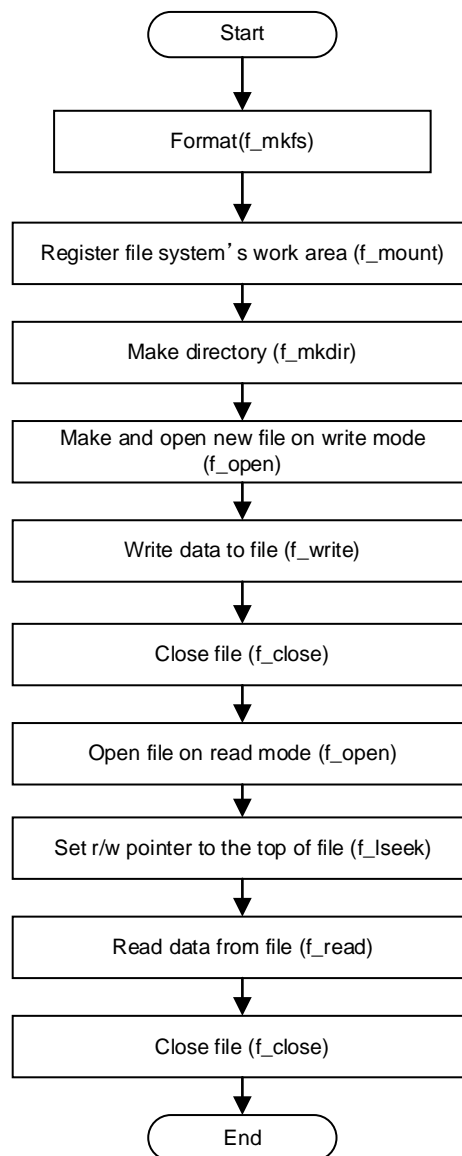 Start
Format(f_mkfs)
Register file system’s work area (f_mount)
Make directory (f_mkdir)
Make and open new file on write mode
(f_open)
Write data to file (f_write)
Close file (f_close)
Open file on read mode (f_open)
Set r/w pointer to the top of file (f_lseek)
Read data from file (f_read)
Close file (f_close)
End